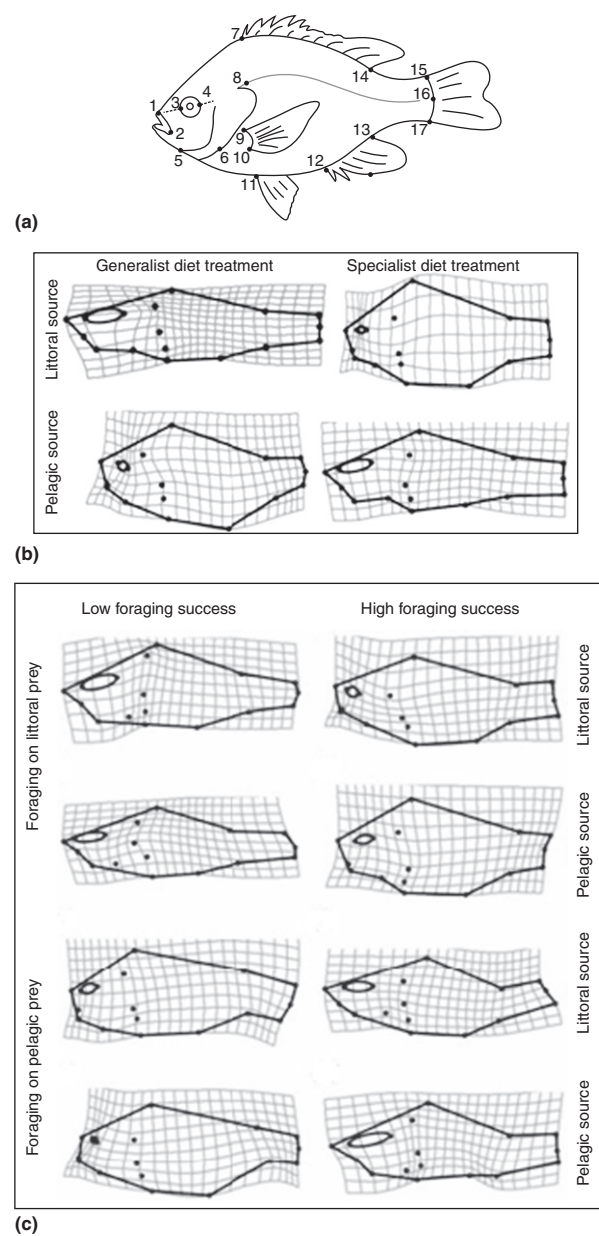 7
14
15
8
16
3
4
1
17
2
9
13
5
6
10
12
11
(a)
Generalist diet treatment
Specialist diet treatment
Littoral source
Pelagic source
(b)
Low foraging success
High foraging success
Foraging on littoral prey
Littoral source
Pelagic source
Foraging on pelagic prey
Littoral source
Pelagic source
(c)